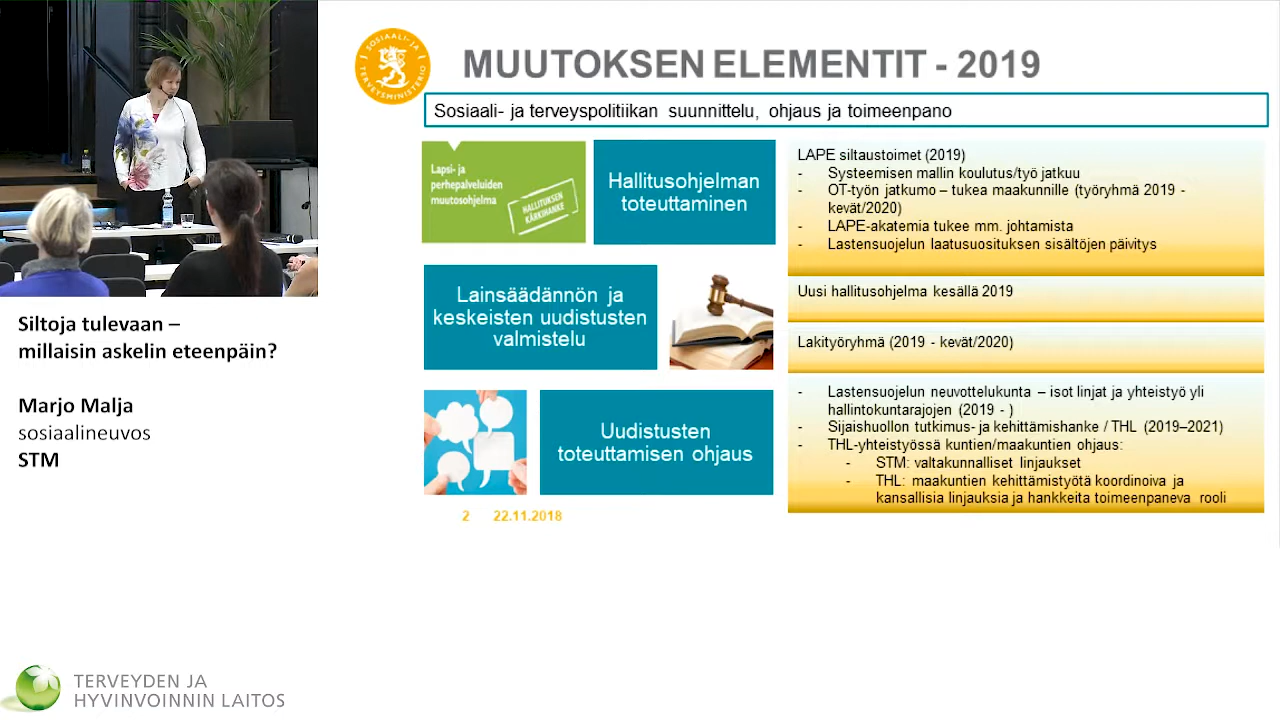 SOSIAALI- JA TERVEYSMINISTERIÖ
MUUTOKSEN ELEMENTIT - 2019
Sosiaali- ja terveyspolitiikan suunnittelu, ohjaus ja toimeenpano
Lapsi- ja
perhepalveluiden
muutosohjelma
HALLITUKSEN
KÄRKIHANKE
Hallitusohjelman
toteuttaminen
LAPE siltaustoimet (2019)
- Systeemisen mallin koulutus/työ jatkuu
- OT-työn jatkumo – tukea maakunnille (työryhmä 2019 -
kevät/2020)
- LAPE-akatemia tukee mm. johtamista
- Lastensuojelun laatusuosituksen sisältöjen päivitys
Lainsäädännön ja
keskeisten uudistusten
valmistelu
Uusi hallitusohjelma kesällä 2019
Lakityöryhmä (2019 - kevät/2020)
Uudistusten
toteuttamisen ohjaus
- Lastensuojelun neuvottelukunta – isot linjat ja yhteistyö yli
hallintokuntarajojen (2019 - )
- Sijaishuollon tutkimus- ja kehittämishanke / THL (2019–2021)
- THL-yhteistyössä kuntien/maakuntien ohjaus:
- STM: valtakunnalliset linjaukset
- THL: maakuntien kehittämistyötä koordinoiva ja
kansallisia linjauksia ja hankkeita toimeenpaneva rooli
2 22.11.2018
Siltoja tulevaan –
millaisin askelin eteenpäin?
Marjo Malja
sosiaalineuvos
STM
TERVEYDEN JA
HYVINVOINNIN LAITOS